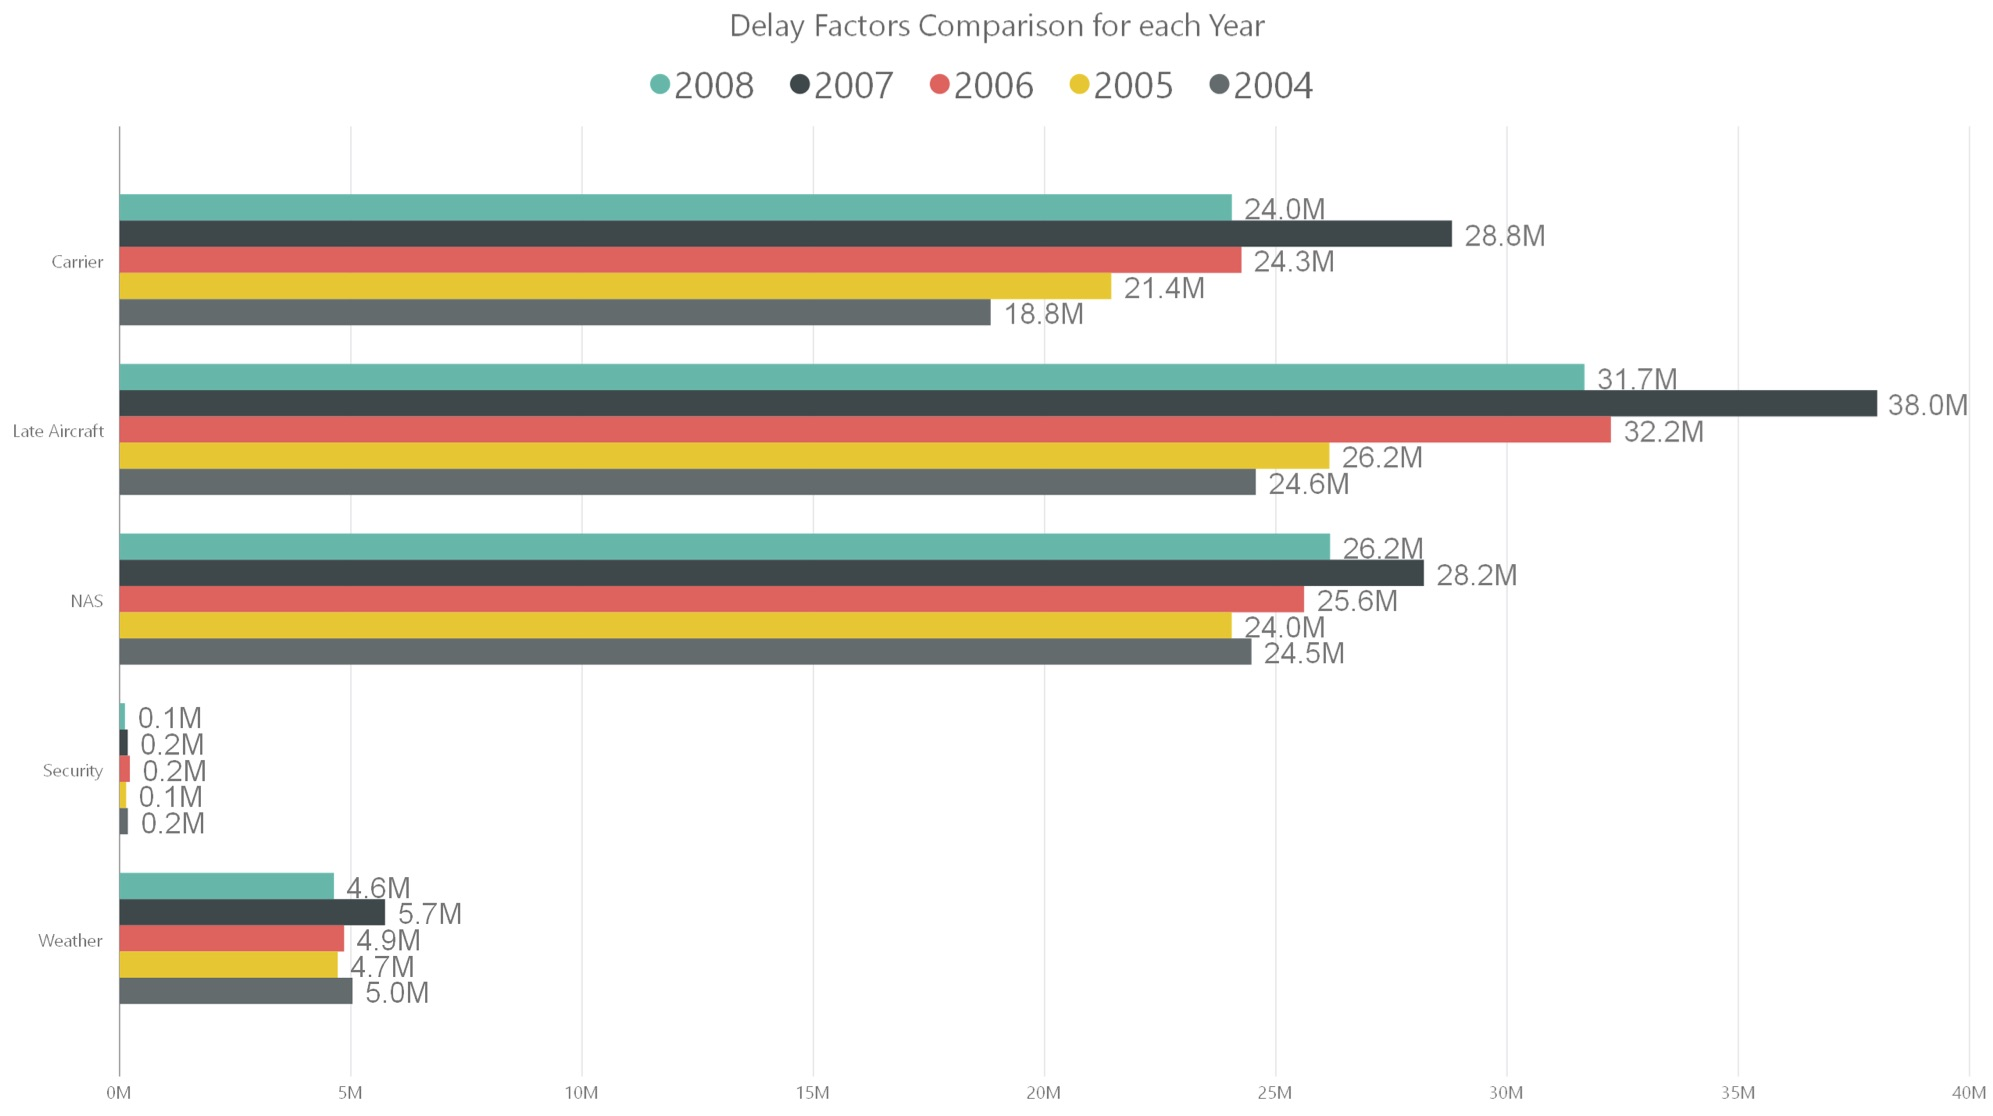 Delay Factors Comparison for each Year
2008 2007 2006 2005 2004
24.0M
28.8M
Carrier 24.3M
21.4M
18.8M
31.7M
38.0M
Late Aircraft 32.2M
26.2M
24.6M
26.2M
28.2M
NAS 25.6M
24.0M
24.5M
0.1M
0.2M
Security 0.2M
0.1M
0.2M
4.6M
5.7M
Weather 4.9M
4.7M
5.0M
0M 5M 10M 15M 20M 25M 30M 35M 40M